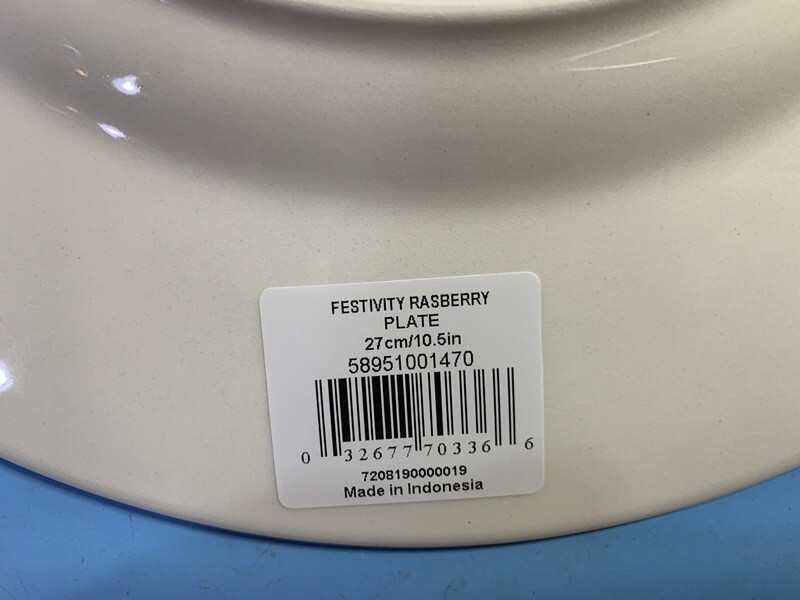 FESTIVITY RASBERRY
PLATE
27cm/10.5in
58951001470
0 32677 70336 6
7208190000019
Made in Indonesia